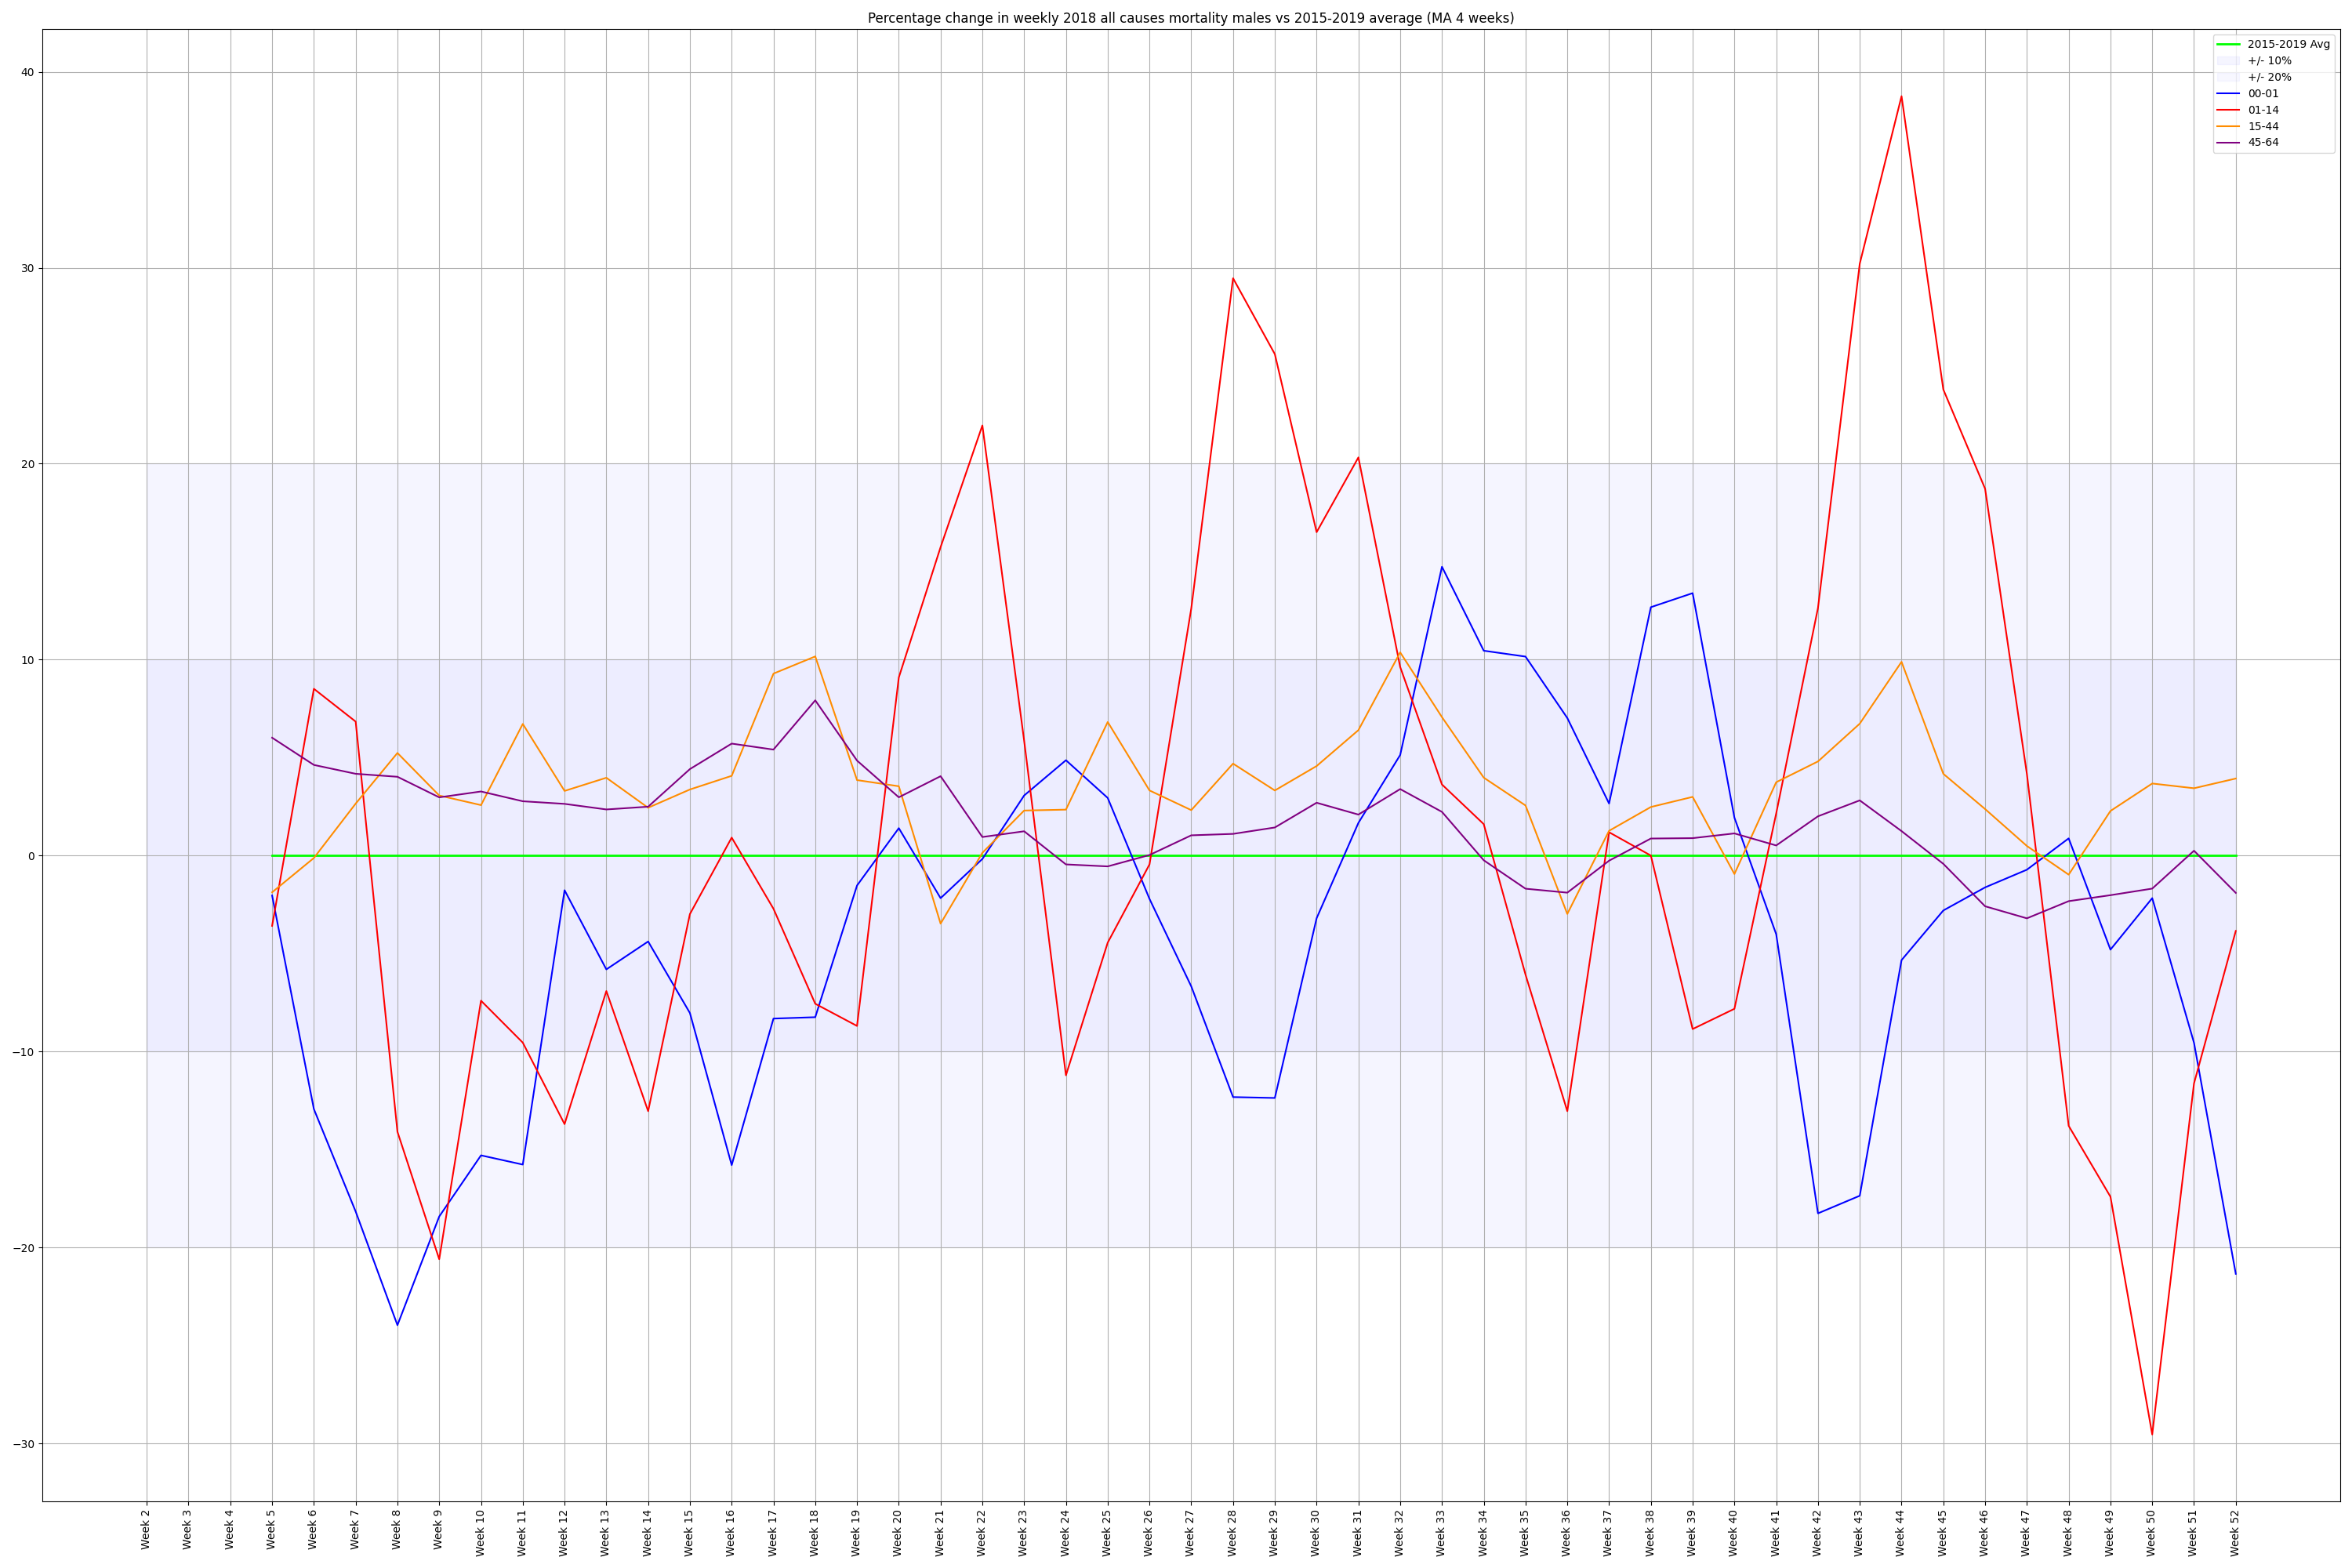 Percentage change in weekly 2018 all causes mortality males vs 2015-2019 average (MA 4 weeks)
2015-2019 Avg
+/- 10%
+/- 20%
00-01
01-14
15-44
45-64
40
30
20
10
0
−10
−20
−30
Week 2
Week 3
Week 4
Week 5
Week 6
Week 7
Week 8
Week 9
Week 10
Week 11
Week 12
Week 13
Week 14
Week 15
Week 16
Week 17
Week 18
Week 19
Week 20
Week 21
Week 22
Week 23
Week 24
Week 25
Week 26
Week 27
Week 28
Week 29
Week 30
Week 31
Week 32
Week 33
Week 34
Week 35
Week 36
Week 37
Week 38
Week 39
Week 40
Week 41
Week 42
Week 43
Week 44
Week 45
Week 46
Week 47
Week 48
Week 49
Week 50
Week 51
Week 52